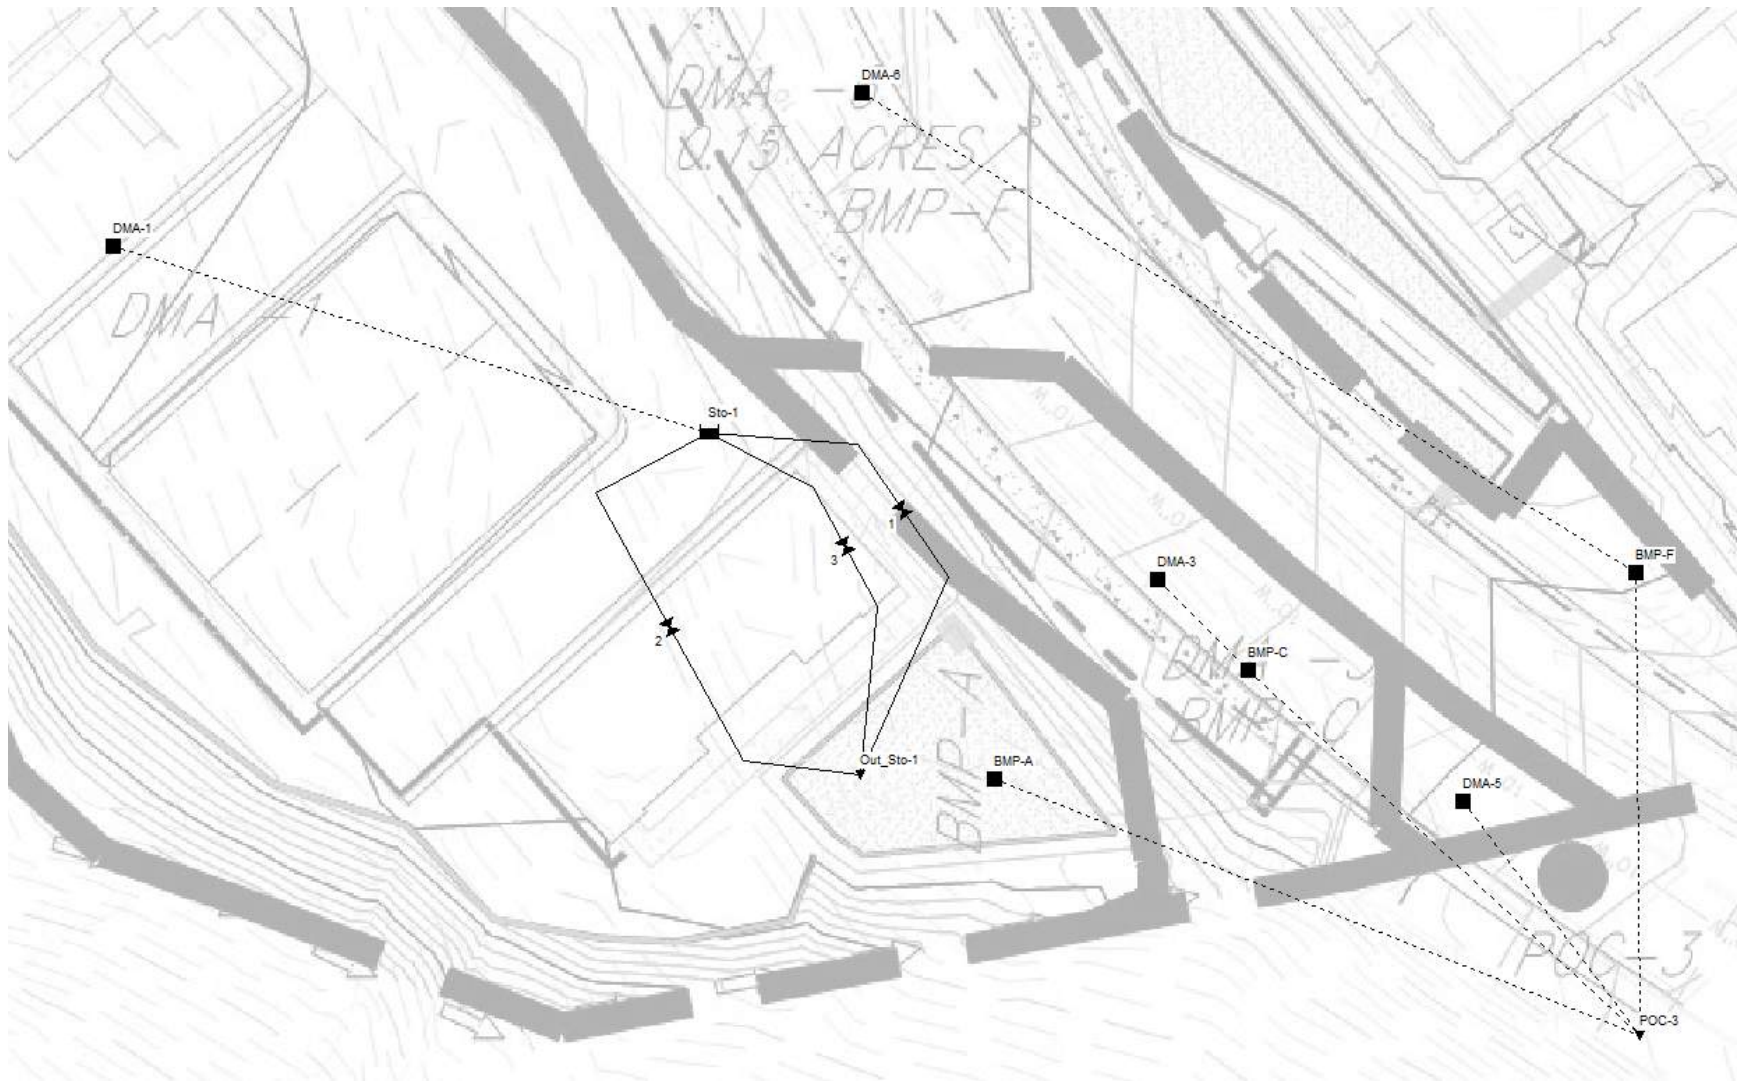 DMA-6
DMA -6
0.15 ACRES
BMP-F
DMA-1
DMA -1
Sto-1
1
3
2
DMA-3
BMP-F
BMP-C
DMA -3
BMP-C
Out_Sto-1
BMP-A
BMP-A
DMA-5
POC-3
POC-3